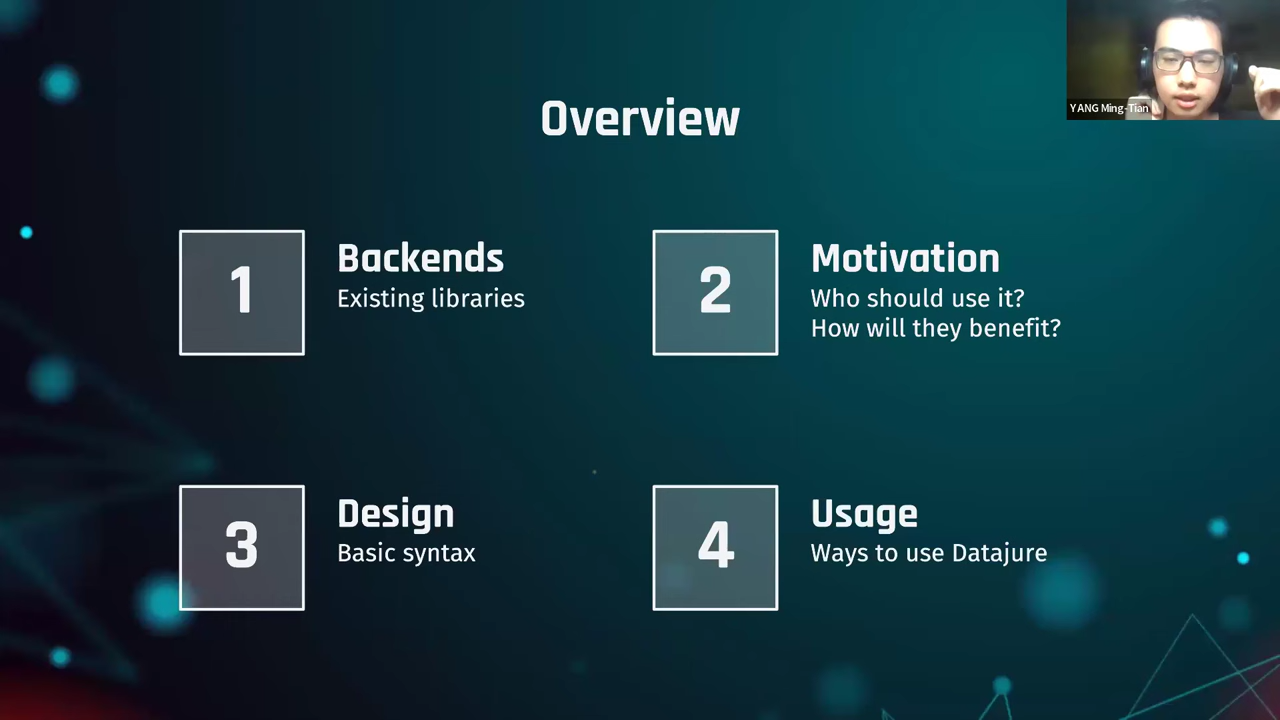 Overview
YANG Ming-Tian
1
Backends
Existing libraries
2
Motivation
Who should use it?
How will they benefit?
3
Design
Basic syntax
4
Usage
Ways to use Datajure